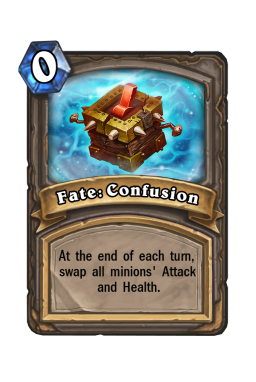 0
Fate: Confusion
At the end of each turn,
swap all minions' Attack
and Health.